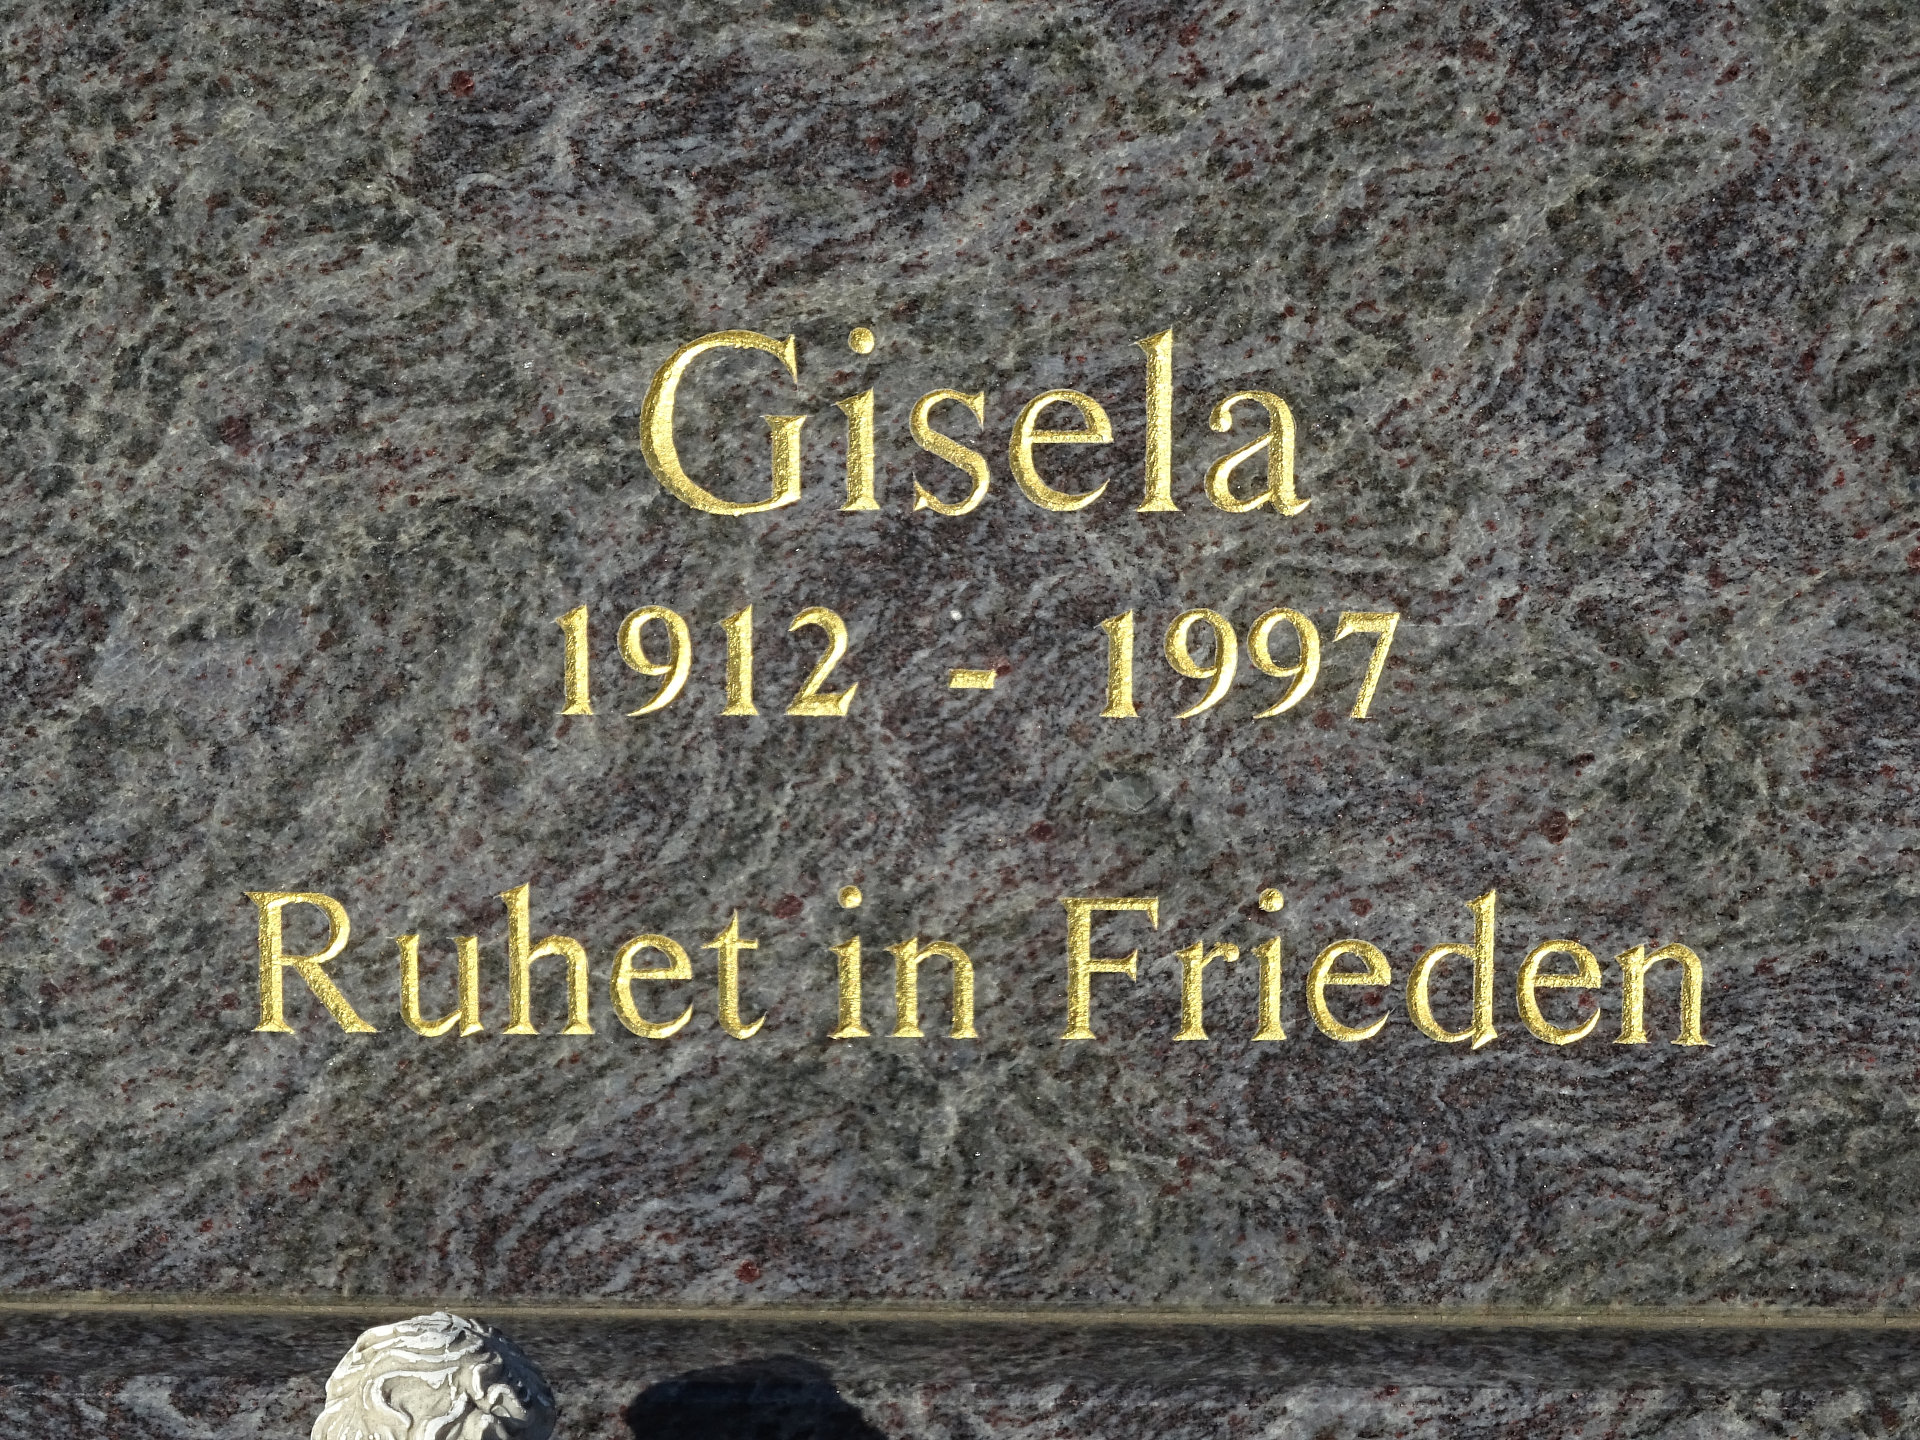 Gisela
1912 - 1997
Ruhet in Frieden